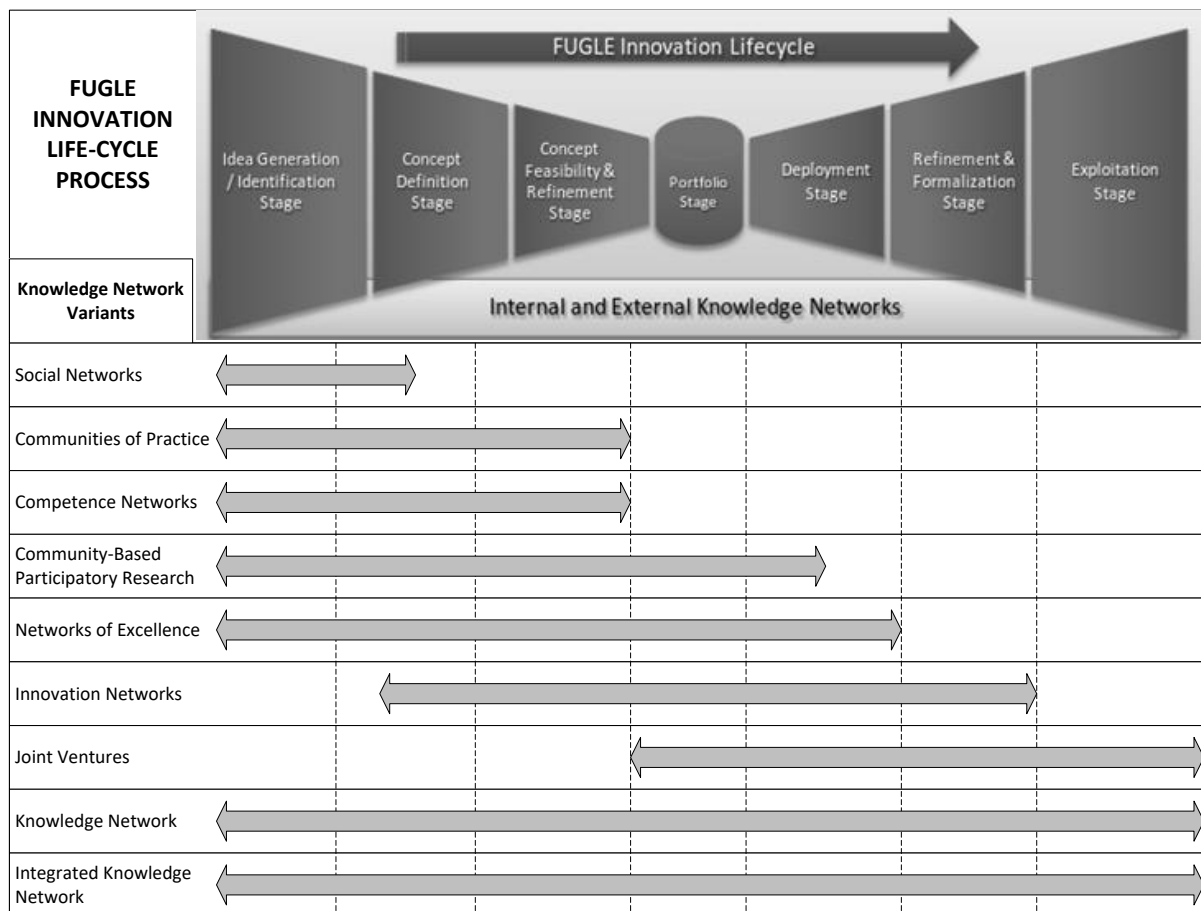 FUGLE
INNOVATION
LIFE-CYCLE
PROCESS
FUGLE Innovation Lifecycle
Idea Generation
/ Identification
Stage
Concept
Definition
Stage
Concept
Feasibility &
Refinement
Stage
Portfolio
Stage
Deployment
Stage
Refinement &
Formalization
Stage
Exploitation
Stage
Knowledge Network
Variants
Internal and External Knowledge Networks
Social Networks
Communities of Practice
Competence Networks
Community-Based
Participatory Research
Networks of Excellence
Innovation Networks
Joint Ventures
Knowledge Network
Integrated Knowledge
Network